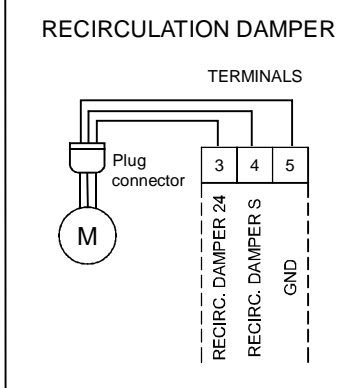 RECIRCULATION DAMPER
TERMINALS
Plug
connector
3 4 5
M
RECIRC. DAMPER 24
RECIRC. DAMPER S
GND